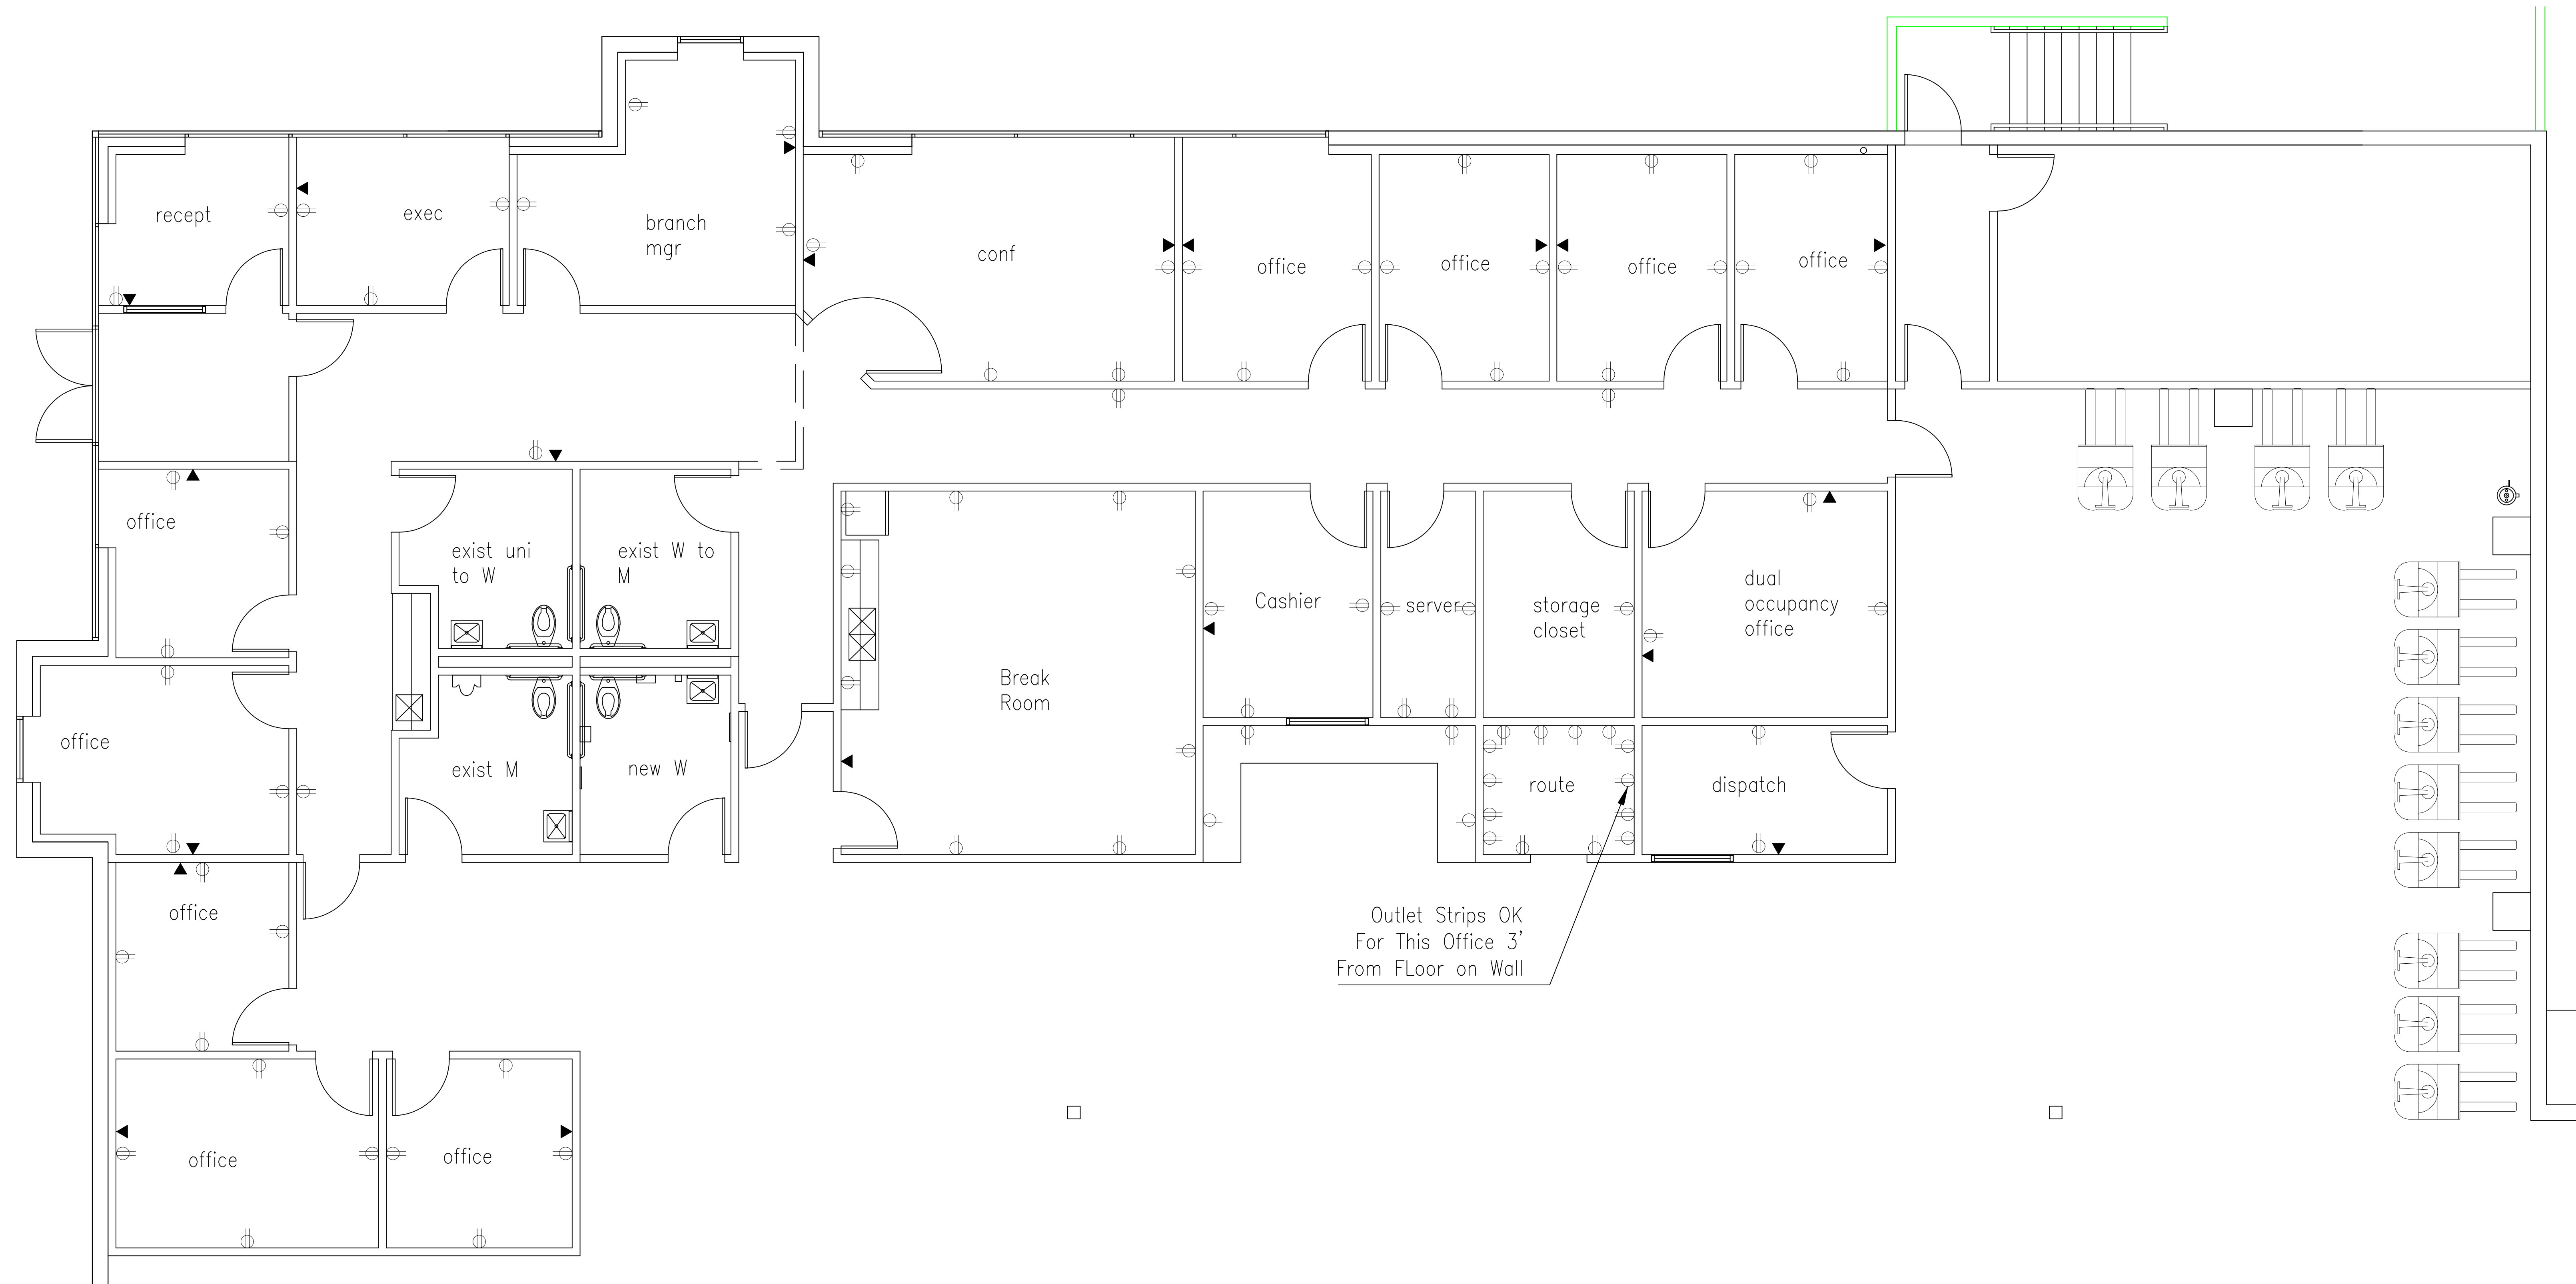 recept
exec
branch
mgr
conf
office
office
office
office
office
exist uni
to W
exist W to
M
Cashier
server
storage
closet
dual
occupancy
office
Break
Room
office
exist M
new W
route
dispatch
office
Outlet Strips OK
For This Office 3'
From FLoor on Wall
office
office